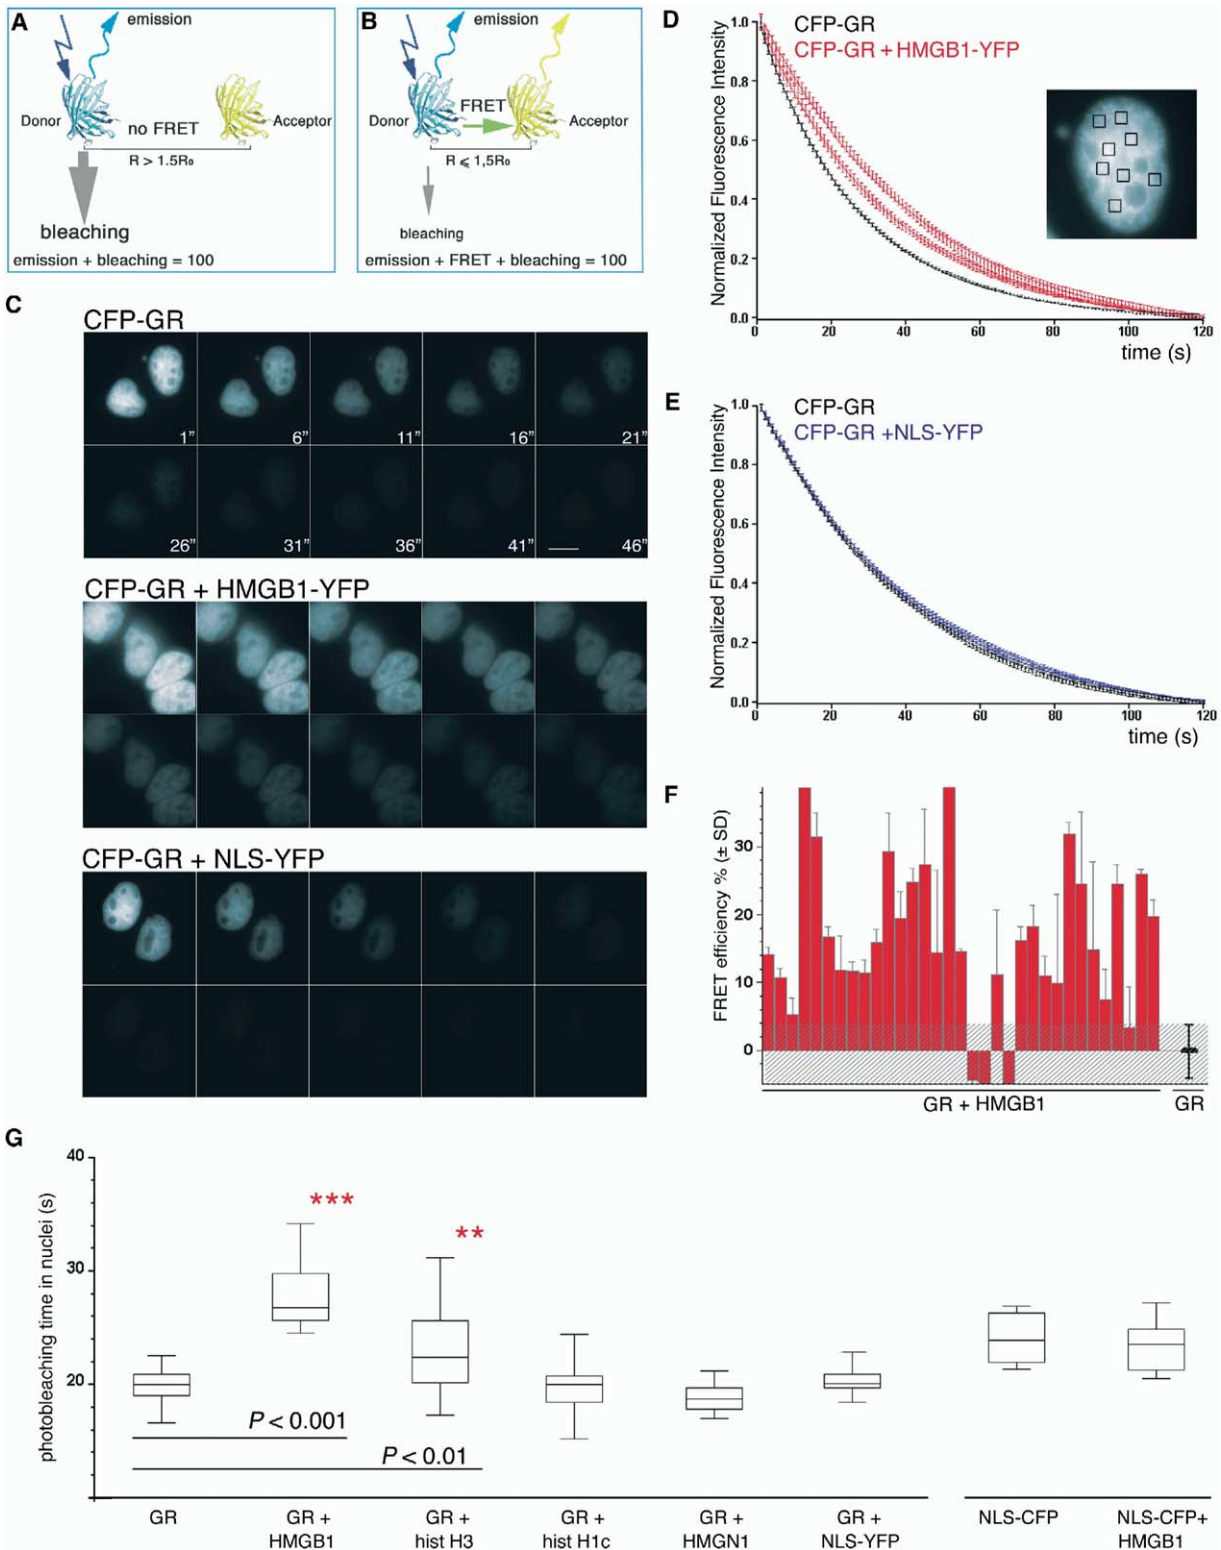 A
emission
Donor
no FRET
Acceptor
R > 1.5R₀
bleaching
emission + bleaching = 100
B
emission
FRET
Donor
Acceptor
R ⩽ 1,5R₀
bleaching
emission + FRET + bleaching = 100
C
CFP-GR
1” 6” 11” 16” 21”
26” 31” 36” 41” 46”
CFP-GR + HMGB1-YFP
CFP-GR + NLS-YFP
D
CFP-GR
CFP-GR + HMGB1-YFP
Normalized Fluorescence Intensity
1.0
0.8
0.6
0.4
0.2
0.0
0 20 40 60 80 100 120
time (s)
E
CFP-GR
CFP-GR +NLS-YFP
Normalized Fluorescence Intensity
1.0
0.8
0.6
0.4
0.2
0.0
0 20 40 60 80 100 120
time (s)
F
FRET efficiency % (± SD)
30
20
10
0
GR + HMGB1
GR
G
photobleaching time in nuclei (s)
40
30
20
***
**
P < 0.001
P < 0.01
GR
GR +
HMGB1
GR +
hist H3
GR +
hist H1c
GR +
HMGN1
GR +
NLS-YFP
NLS-CFP
NLS-CFP+
HMGB1